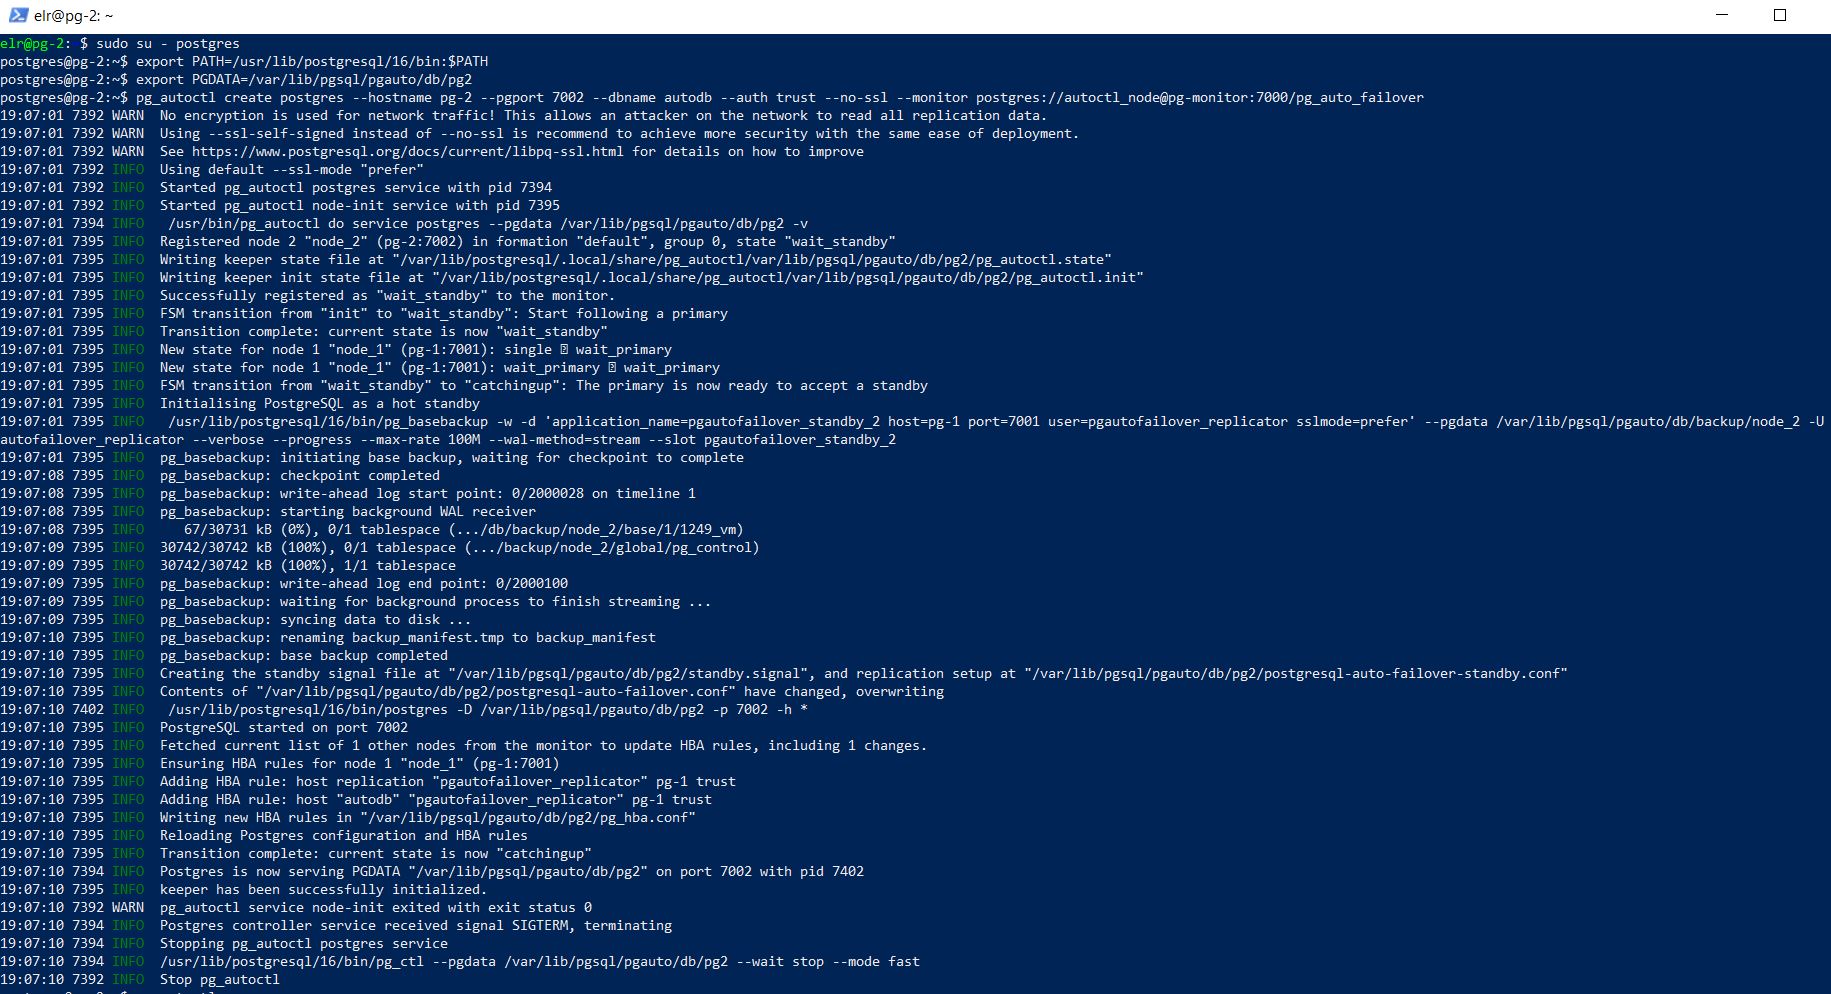 elr@pg-2: ~
elr@pg-2: $ sudo su - postgres
postgres@pg-2:~$ export PATH=/usr/lib/postgresql/16/bin:$PATH
postgres@pg-2:~$ export PGDATA=/var/lib/pgsql/pgauto/db/pg2
postgres@pg-2:~$ pg_autoctl create postgres --hostname pg-2 --pgport 7002 --dbname autodb --auth trust --no-ssl --monitor postgres://autoctl_node@pg-monitor:7000/pg_auto_failover
19:07:01 7392 WARN  No encryption is used for network traffic! This allows an attacker on the network to read all replication data.
19:07:01 7392 WARN  Using --ssl-self-signed instead of --no-ssl is recommend to achieve more security with the same ease of deployment.
19:07:01 7392 WARN  See https://www.postgresql.org/docs/current/libpq-ssl.html for details on how to improve
19:07:01 7392 INFO  Using default --ssl-mode "prefer"
19:07:01 7392 INFO  Started pg_autoctl postgres service with pid 7394
19:07:01 7392 INFO  Started pg_autoctl node-init service with pid 7395
19:07:01 7394 INFO   /usr/bin/pg_autoctl do service postgres --pgdata /var/lib/pgsql/pgauto/db/pg2 -v
19:07:01 7395 INFO  Registered node 2 "node_2" (pg-2:7002) in formation "default", group 0, state "wait_standby"
19:07:01 7395 INFO  Writing keeper state file at "/var/lib/postgresql/.local/share/pg_autoctl/var/lib/pgsql/pgauto/db/pg2/pg_autoctl.state"
19:07:01 7395 INFO  Writing keeper init state file at "/var/lib/postgresql/.local/share/pg_autoctl/var/lib/pgsql/pgauto/db/pg2/pg_autoctl.init"
19:07:01 7395 INFO  Successfully registered as "wait_standby" to the monitor.
19:07:01 7395 INFO  FSM transition from "init" to "wait_standby": Start following a primary
19:07:01 7395 INFO  Transition complete: current state is now "wait_standby"
19:07:01 7395 INFO  New state for node 1 "node_1" (pg-1:7001): single wait_primary
19:07:01 7395 INFO  New state for node 1 "node_1" (pg-1:7001): wait_primary wait_primary
19:07:01 7395 INFO  FSM transition from "wait_standby" to "catchingup": The primary is now ready to accept a standby
19:07:01 7395 INFO  Initialising PostgreSQL as a hot standby
19:07:01 7395 INFO   /usr/lib/postgresql/16/bin/pg_basebackup -w -d 'application_name=pgautofailover_standby_2 host=pg-1 port=7001 user=pgautofailover_replicator sslmode=prefer' --pgdata /var/lib/pgsql/pgauto/db/backup/node_2 -U
autofailover_replicator --verbose --progress --max-rate 100M --wal-method=stream --slot pgautofailover_standby_2
19:07:01 7395 INFO  pg_basebackup: initiating base backup, waiting for checkpoint to complete
19:07:08 7395 INFO  pg_basebackup: checkpoint completed
19:07:08 7395 INFO  pg_basebackup: write-ahead log start point: 0/2000028 on timeline 1
19:07:08 7395 INFO  pg_basebackup: starting background WAL receiver
19:07:08 7395 INFO     67/30731 kB (0%), 0/1 tablespace (.../db/backup/node_2/base/1/1249_vm)
19:07:09 7395 INFO  30742/30742 kB (100%), 0/1 tablespace (.../backup/node_2/global/pg_control)
19:07:09 7395 INFO  30742/30742 kB (100%), 1/1 tablespace
19:07:09 7395 INFO  pg_basebackup: write-ahead log end point: 0/2000100
19:07:09 7395 INFO  pg_basebackup: waiting for background process to finish streaming ...
19:07:09 7395 INFO  pg_basebackup: syncing data to disk ...
19:07:10 7395 INFO  pg_basebackup: renaming backup_manifest.tmp to backup_manifest
19:07:10 7395 INFO  pg_basebackup: base backup completed
19:07:10 7395 INFO  Creating the standby signal file at "/var/lib/pgsql/pgauto/db/pg2/standby.signal", and replication setup at "/var/lib/pgsql/pgauto/db/pg2/postgresql-auto-failover-standby.conf"
19:07:10 7395 INFO  Contents of "/var/lib/pgsql/pgauto/db/pg2/postgresql-auto-failover.conf" have changed, overwriting
19:07:10 7402 INFO   /usr/lib/postgresql/16/bin/postgres -D /var/lib/pgsql/pgauto/db/pg2 -p 7002 -h *
19:07:10 7395 INFO  PostgreSQL started on port 7002
19:07:10 7395 INFO  Fetched current list of 1 other nodes from the monitor to update HBA rules, including 1 changes.
19:07:10 7395 INFO  Ensuring HBA rules for node 1 "node_1" (pg-1:7001)
19:07:10 7395 INFO  Adding HBA rule: host replication "pgautofailover_replicator" pg-1 trust
19:07:10 7395 INFO  Adding HBA rule: host "autodb" "pgautofailover_replicator" pg-1 trust
19:07:10 7395 INFO  Writing new HBA rules in "/var/lib/pgsql/pgauto/db/pg2/pg_hba.conf"
19:07:10 7395 INFO  Reloading Postgres configuration and HBA rules
19:07:10 7395 INFO  Transition complete: current state is now "catchingup"
19:07:10 7394 INFO  Postgres is now serving PGDATA "/var/lib/pgsql/pgauto/db/pg2" on port 7002 with pid 7402
19:07:10 7395 INFO  keeper has been successfully initialized.
19:07:10 7392 WARN  pg_autoctl service node-init exited with exit status 0
19:07:10 7394 INFO  Postgres controller service received signal SIGTERM, terminating
19:07:10 7394 INFO  Stopping pg_autoctl postgres service
19:07:10 7394 INFO  /usr/lib/postgresql/16/bin/pg_ctl --pgdata /var/lib/pgsql/pgauto/db/pg2 --wait stop --mode fast
19:07:10 7392 INFO  Stop pg_autoctl